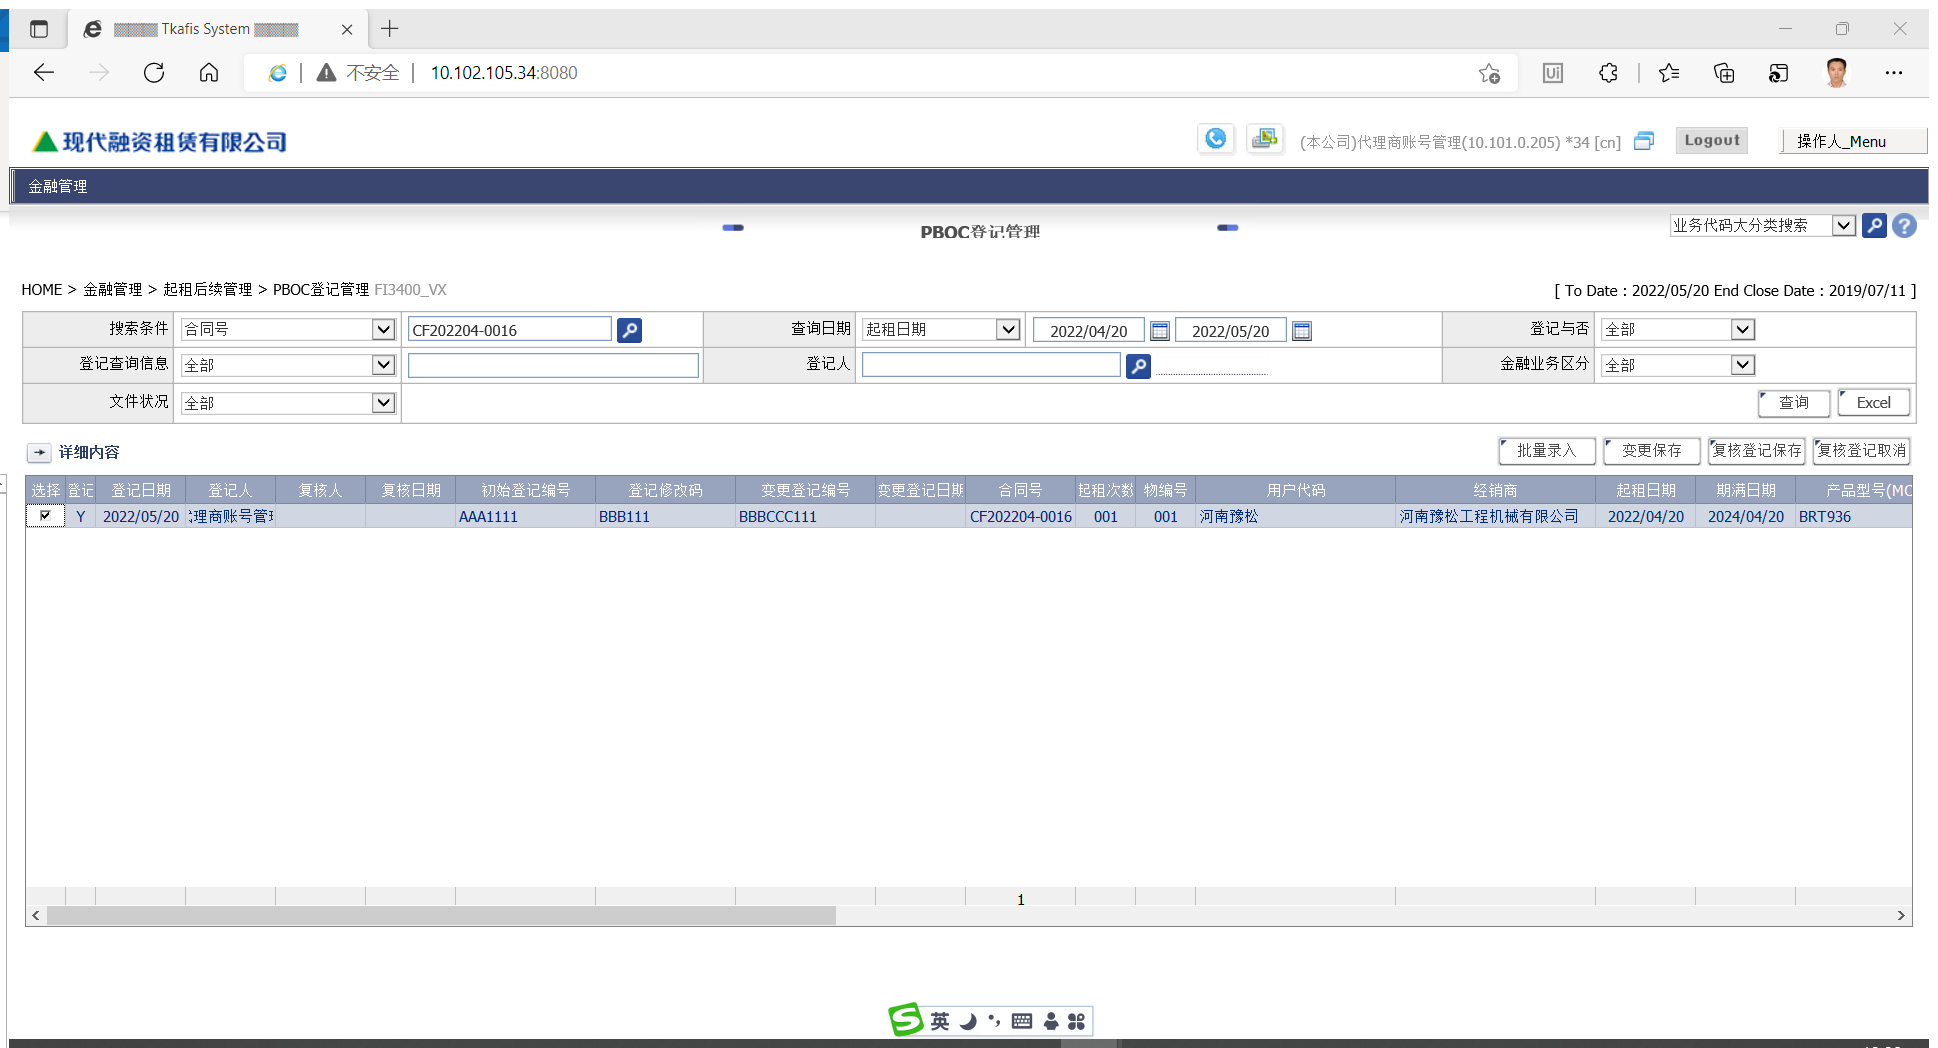 Tkafis System
不安全 10.102.105.34:8080
现代融资租赁有限公司
(本公司)代理商账号管理(10.101.0.205) *34 [cn] Logout 操作人_Menu
金融管理
PBOC登记管理 业务代码大分类搜索
HOME > 金融管理 > 起租后续管理 > PBOC登记管理 FI3400_VX [ To Date : 2022/05/20 End Close Date : 2019/07/11 ]
搜索条件 合同号 CF202204-0016 查询日期 起租日期 2022/04/20 2022/05/20 登记与否 全部
登记查询信息 全部 登记人 金融业务区分 全部
文件状况 全部 查询 Excel
详细内容 批量录入 变更保存 复核登记保存 复核登记取消
选择 登记 登记日期 登记人 复核人 复核日期 初始登记编号 登记修改码 变更登记编号 变更登记日期 合同号 起租次数 物编号 用户代码 经销商 起租日期 期满日期 产品型号(MO
Y 2022/05/20 理商账号管 AAA1111 BBB111 BBBCCC111 CF202204-0016 001 001 河南豫松 河南豫松工程机械有限公司 2022/04/20 2024/04/20 BRT936
1
英